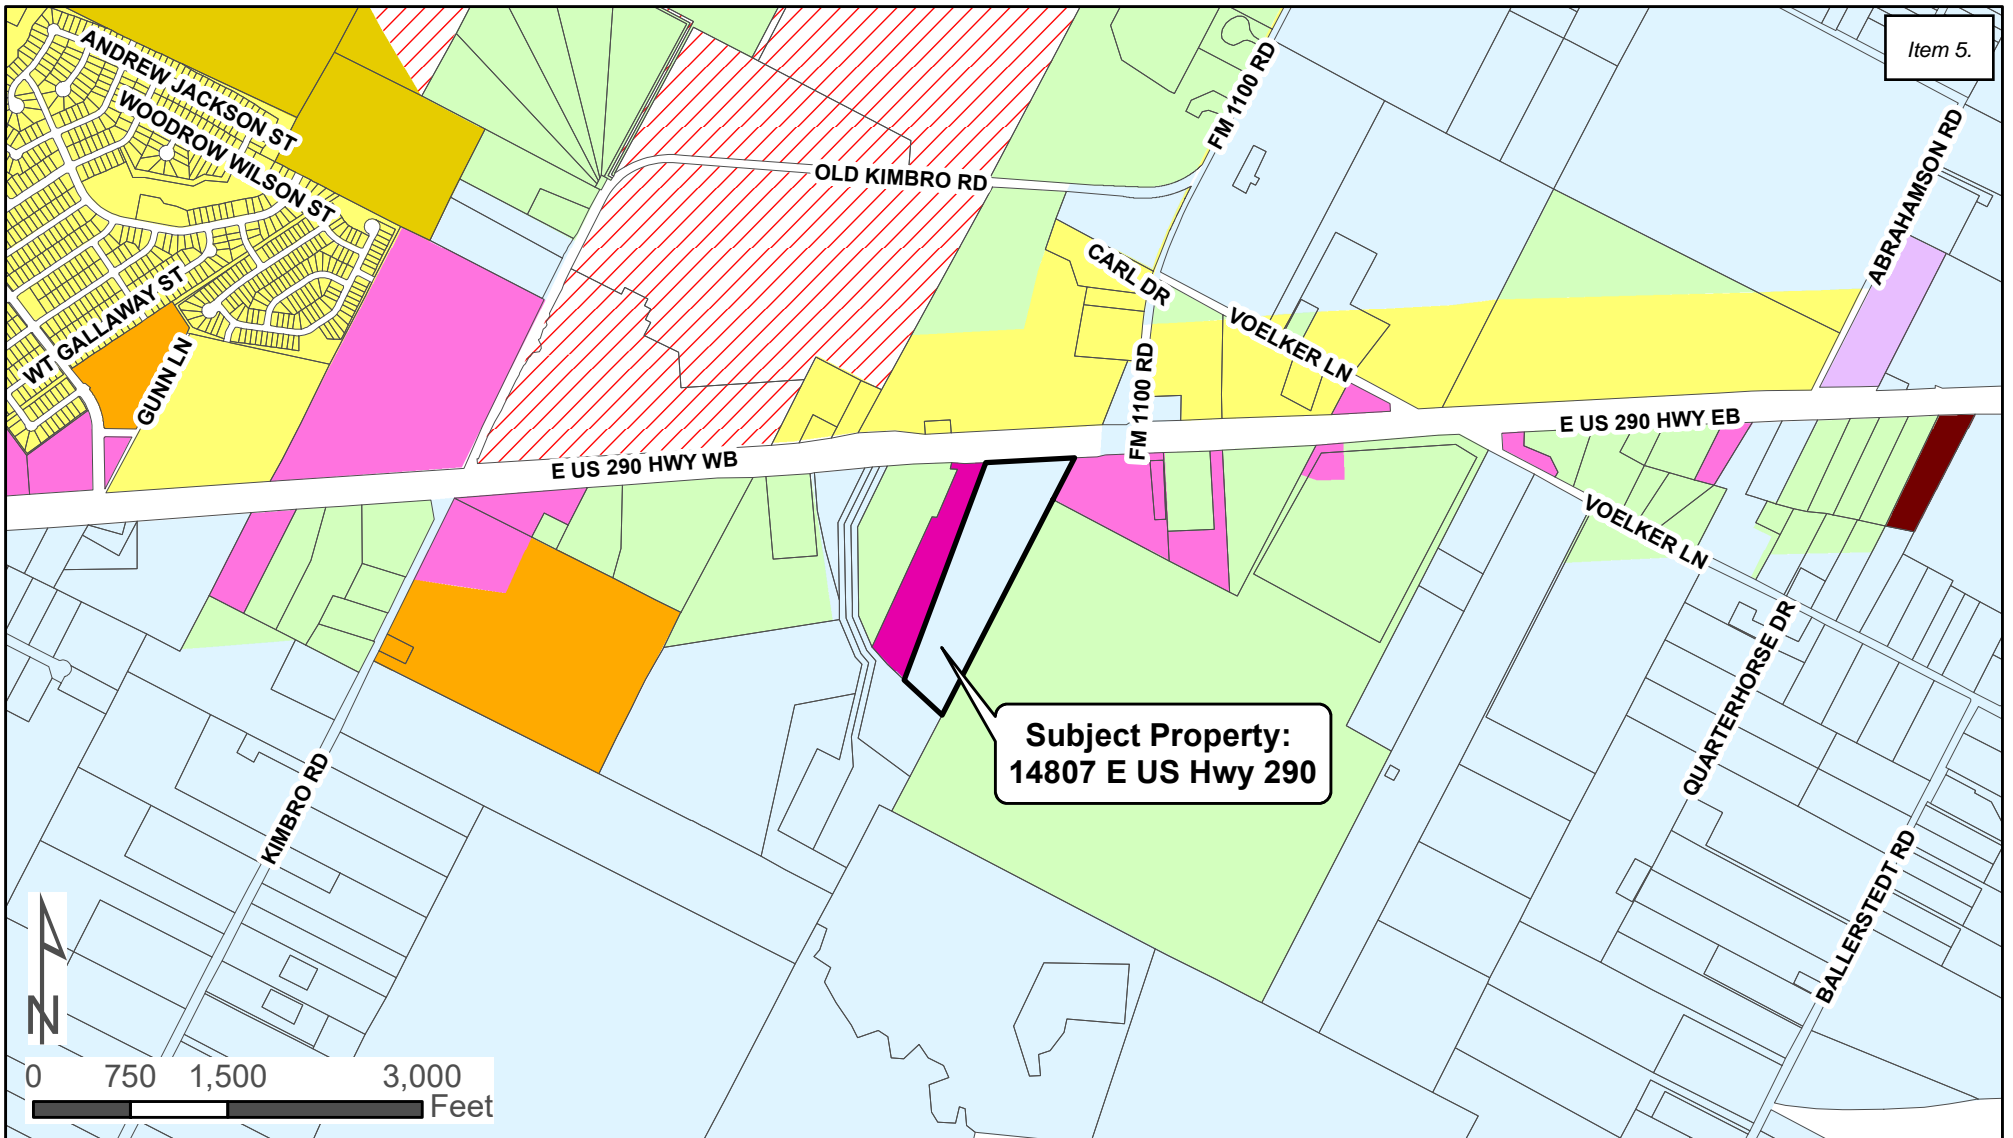 Item 5.
ANDREW JACKSON ST
WOODROW WILSON ST
FM 1100 RD
OLD KIMBRO RD
ABRAHAMSON RD
CARL DR
WT GALLAWAY ST
GUNN LN
VOELKER LN
FM 1100 RD
E US 290 HWY EB
E US 290 HWY WB
VOELKER LN
QUARTERHORSE DR
Subject Property:
14807 E US Hwy 290
KIMBRO RD
BALLERSTEDT RD
N
0 750 1,500 3,000
Feet